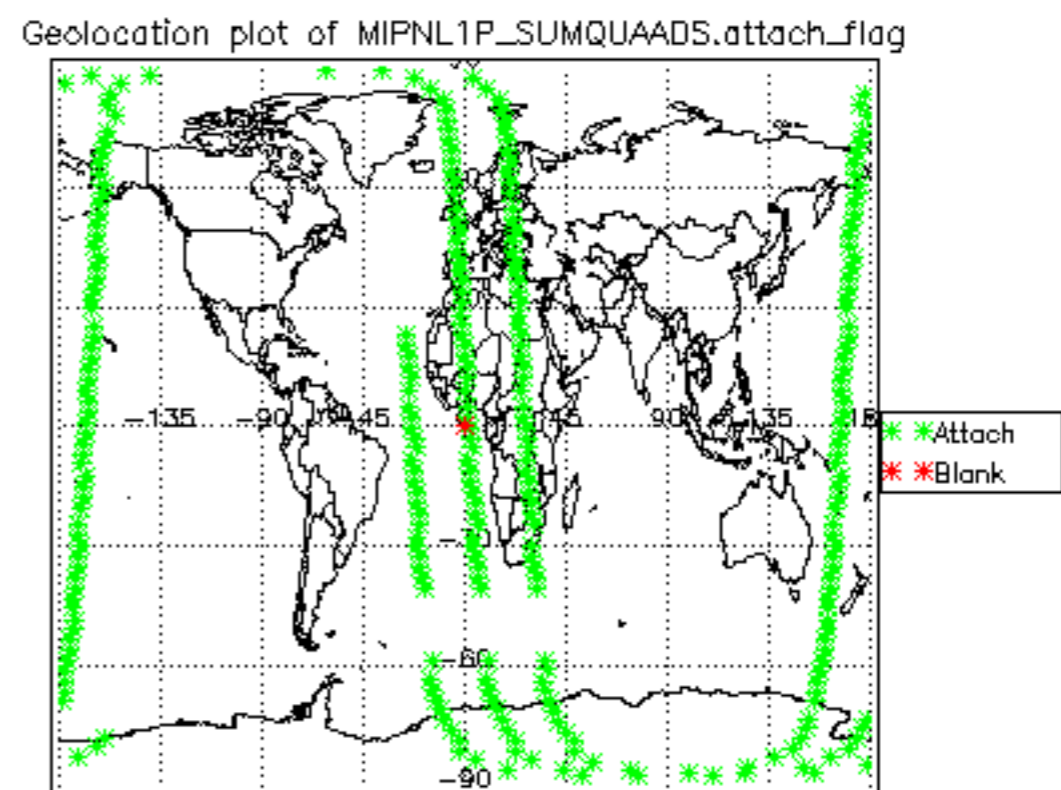 Geolocation plot of MIPNL1P_SUMQUAADS.attach_flag
-135 -90 45 45 90 135
Attach
Blank
-60
-90